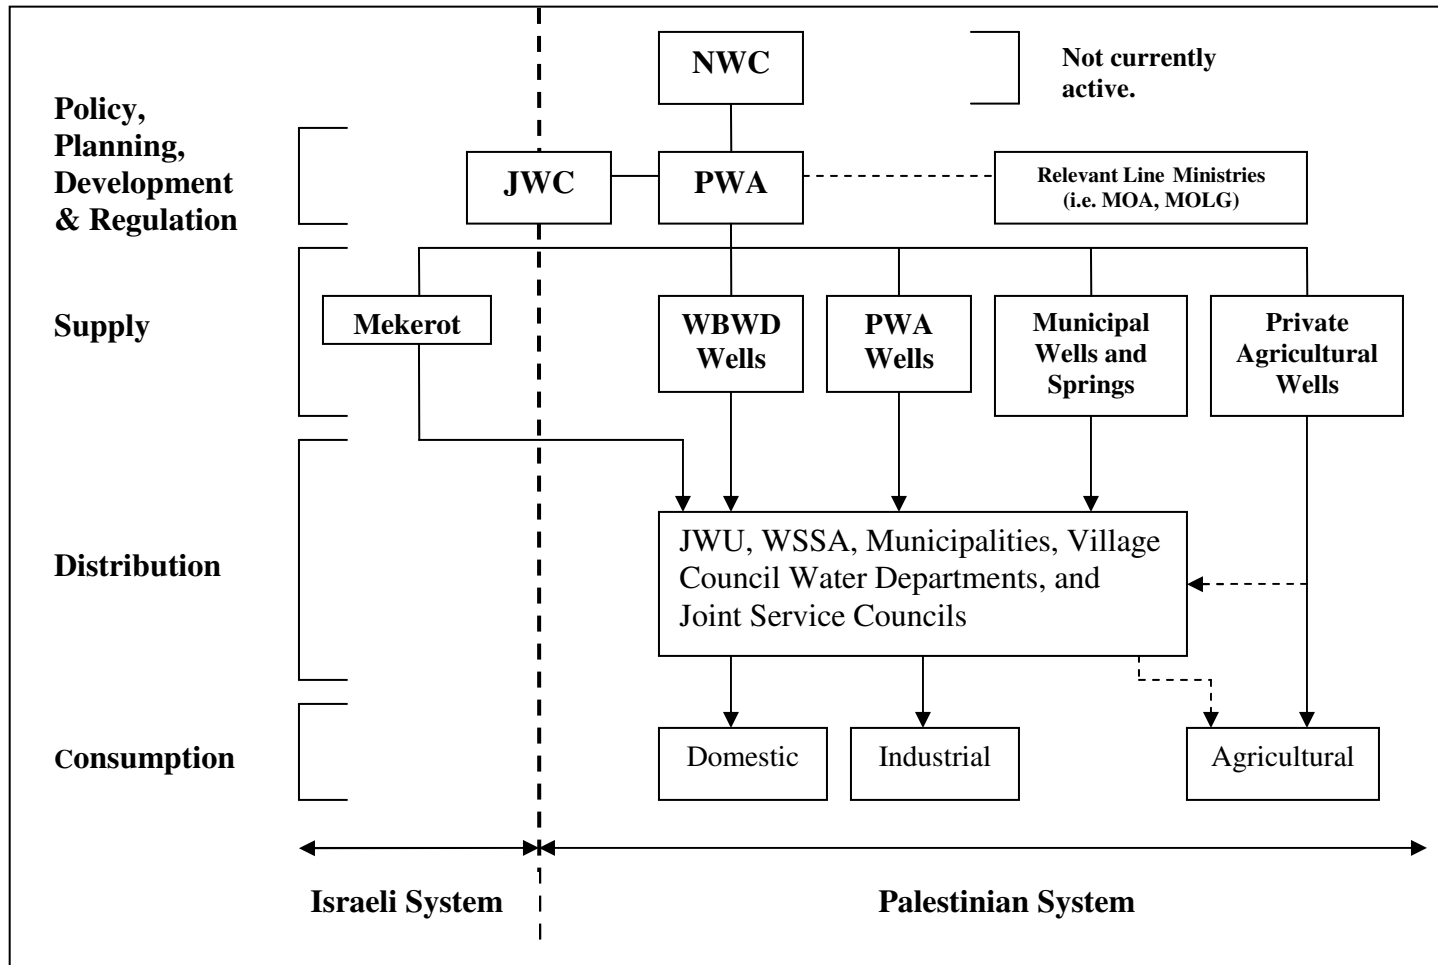 NWC
Not currently
active.
Policy,
Planning,
Development
& Regulation
JWC
PWA
Relevant Line Ministries
(i.e. MOA, MOLG)
Supply
Mekerot
WBWD
Wells
PWA
Wells
Municipal
Wells and
Springs
Private
Agricultural
Wells
Distribution
JWU, WSSA, Municipalities, Village
Council Water Departments, and
Joint Service Councils
Consumption
Domestic
Industrial
Agricultural
Israeli System
Palestinian System